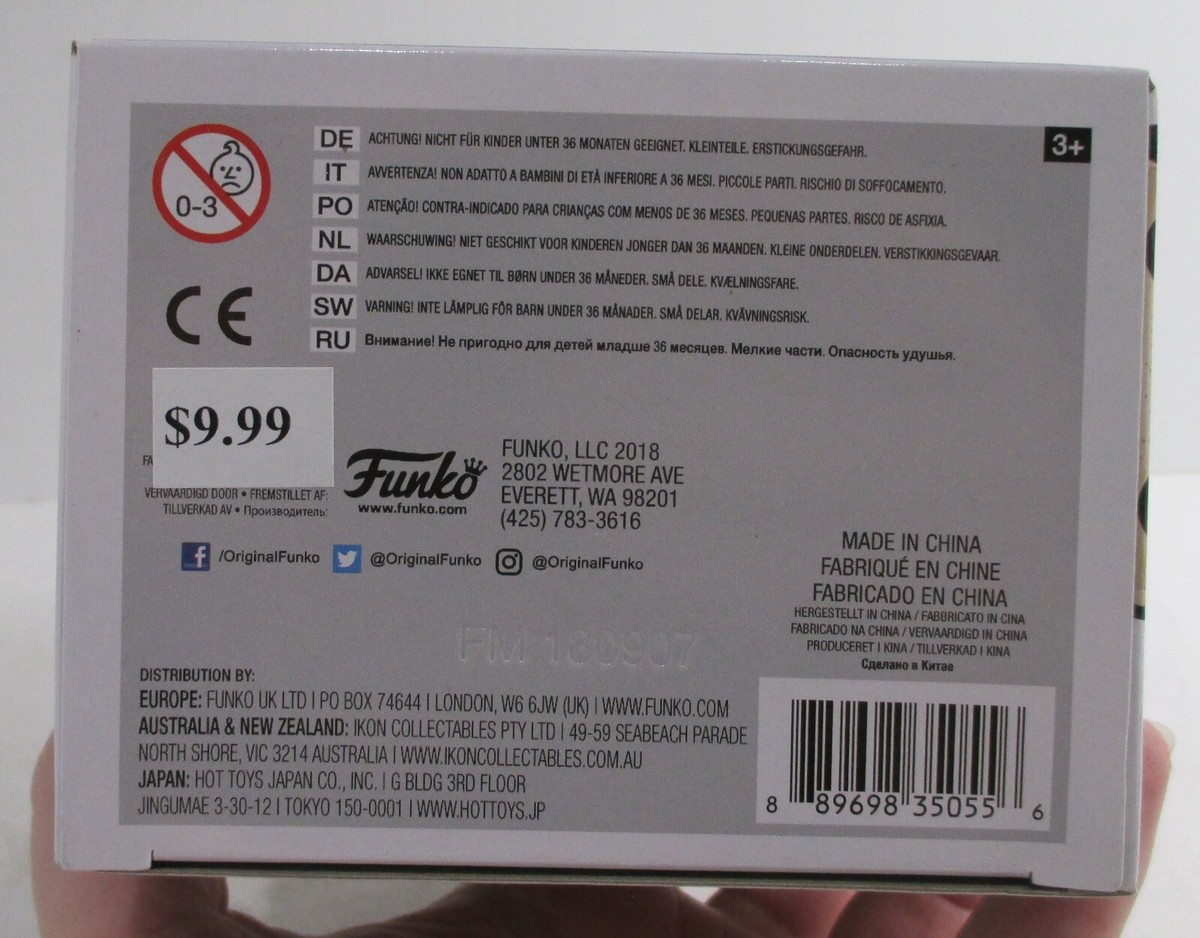 0-3
DE ACHTUNG! NICHT FÜR KINDER UNTER 36 MONATEN GEEIGNET. KLEINTEILE. ERSTICKUNGSGEFAHR.
3+
IT AVVERTENZA! NON ADATTO A BAMBINI DI ETÀ INFERIORE A 36 MESI. PICCOLE PARTI. RISCHIO DI SOFFOCAMENTO.
PO ATENÇÃO! CONTRA-INDICADO PARA CRIANÇAS COM MENOS DE 36 MESES. PEQUENAS PARTES. RISCO DE ASFIXIA.
NL WAARSCHUWING! NIET GESCHIKT VOOR KINDEREN JONGER DAN 36 MAANDEN. KLEINE ONDERDELEN. VERSTIKKINGSGEVAAR.
DA ADVARSEL! IKKE EGNET TIL BØRN UNDER 36 MÅNEDER. SMÅ DELE. KVÆLNINGSFARE.
SW VARNING! INTE LÄMPLIG FÖR BARN UNDER 36 MÅNADER. SMÅ DELAR. KVÄVNINGSRISK.
RU Внимание! Не пригодно для детей младше 36 месяцев. Мелкие части. Опасность удушья.
CE
$9.99
FA
VERVAARDIGD DOOR • FREMSTILLET AF:
TILLVERKAD AV • Производитель:
Funko
www.funko.com
FUNKO, LLC 2018
2802 WETMORE AVE
EVERETT, WA 98201
(425) 783-3616
/OriginalFunko @OriginalFunko @OriginalFunko
MADE IN CHINA
FABRIQUÉ EN CHINE
FABRICADO EN CHINA
HERGESTELLT IN CHINA / FABBRICATO IN CINA
FABRICADO NA CHINA / VERVAARDIGD IN CHINA
PRODUCERET I KINA / TILLVERKAD I KINA
Сделано в Китае
FM 180907
DISTRIBUTION BY:
EUROPE: FUNKO UK LTD | PO BOX 74644 | LONDON, W6 6JW (UK) | WWW.FUNKO.COM
AUSTRALIA & NEW ZEALAND: IKON COLLECTABLES PTY LTD | 49-59 SEABEACH PARADE
NORTH SHORE, VIC 3214 AUSTRALIA | WWW.IKONCOLLECTABLES.COM.AU
JAPAN: HOT TOYS JAPAN CO., INC. | G BLDG 3RD FLOOR
JINGUMAE 3-30-12 | TOKYO 150-0001 | WWW.HOTTOYS.JP
8 89698 35055 6